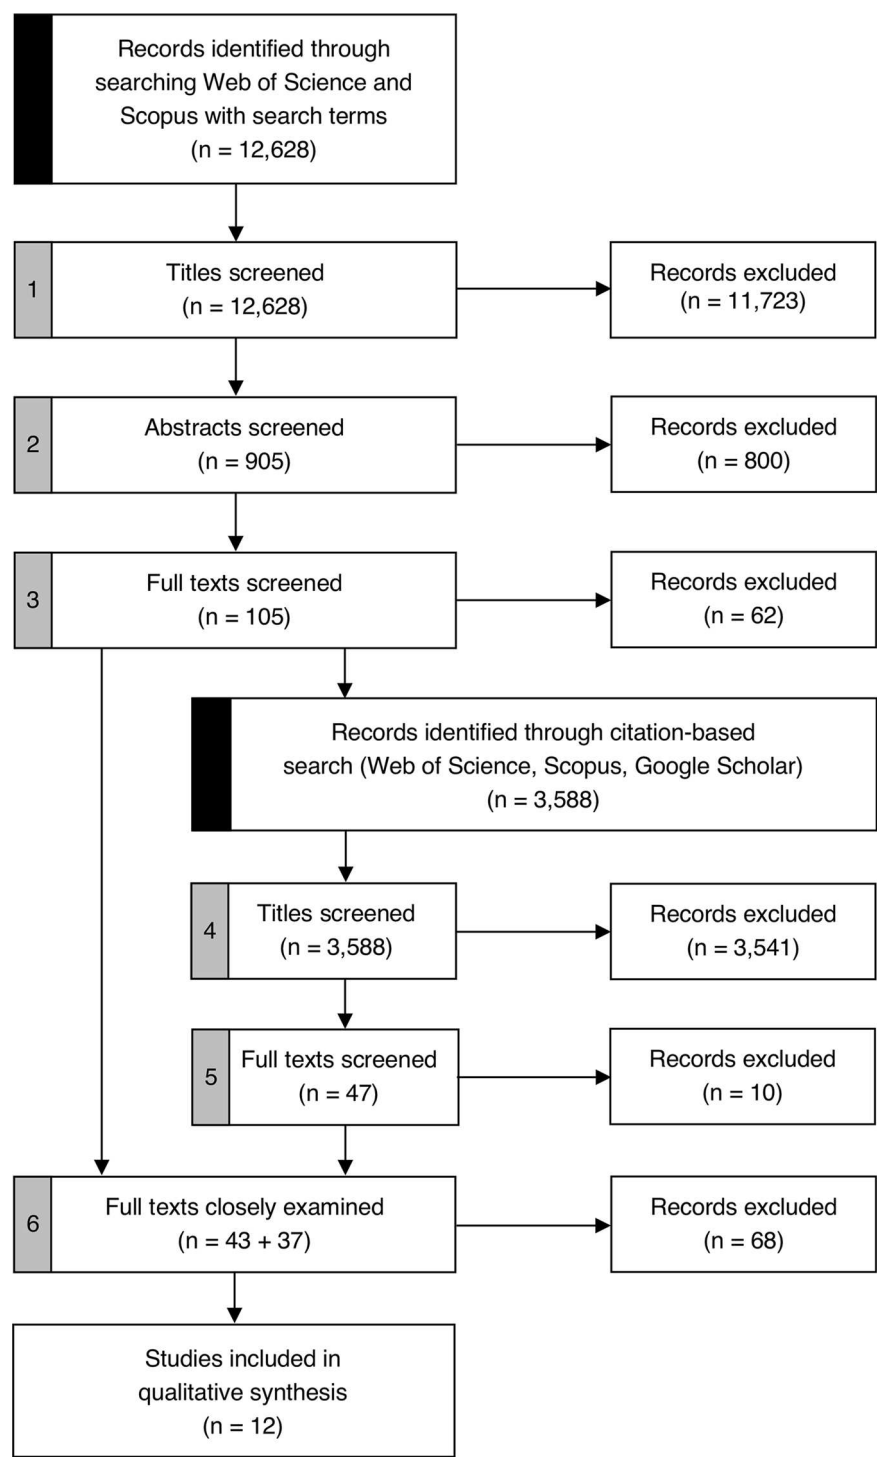 Records identified through
searching Web of Science and
Scopus with search terms
(n = 12,628)
1
Titles screened
(n = 12,628)
Records excluded
(n = 11,723)
2
Abstracts screened
(n = 905)
Records excluded
(n = 800)
3
Full texts screened
(n = 105)
Records excluded
(n = 62)
Records identified through citation-based
search (Web of Science, Scopus, Google Scholar)
(n = 3,588)
4
Titles screened
(n = 3,588)
Records excluded
(n = 3,541)
5
Full texts screened
(n = 47)
Records excluded
(n = 10)
6
Full texts closely examined
(n = 43 + 37)
Records excluded
(n = 68)
Studies included in
qualitative synthesis
(n = 12)